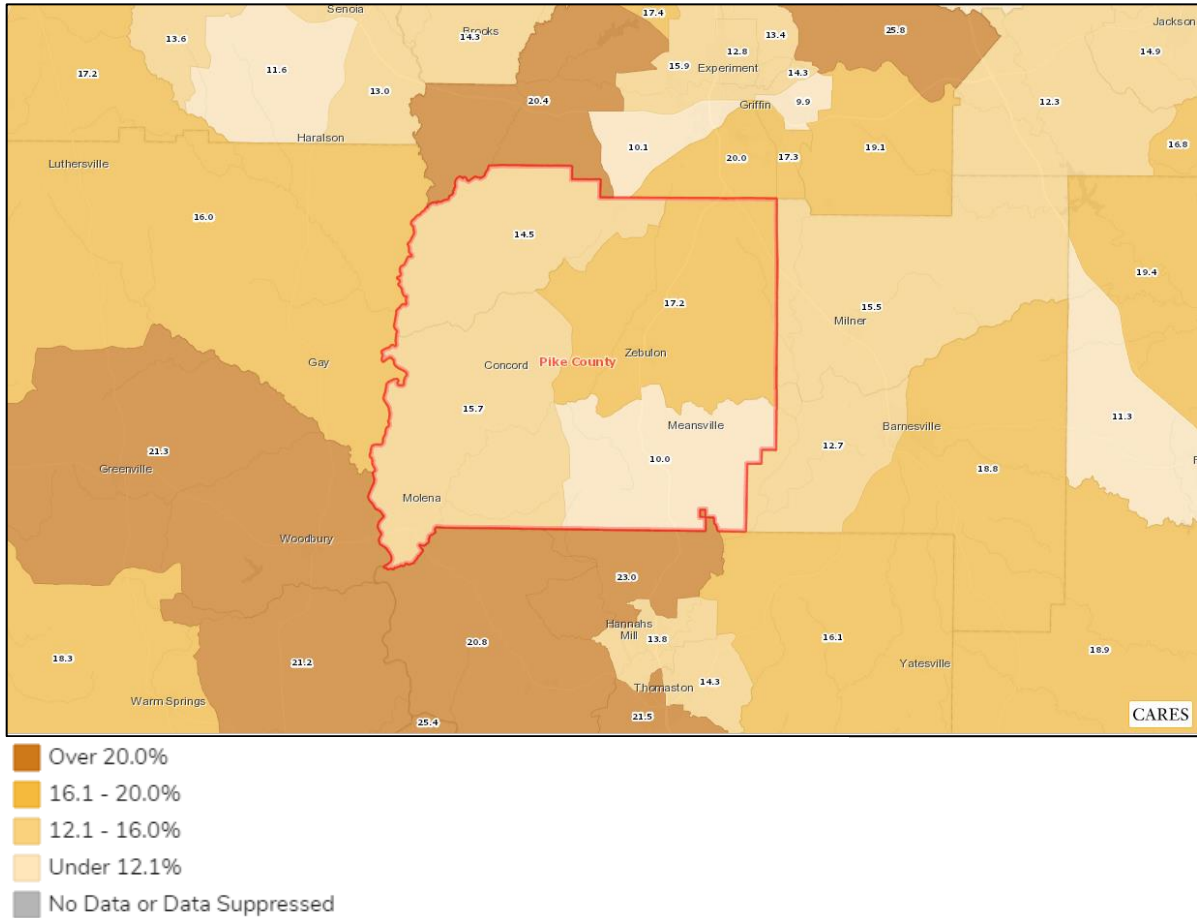 Senoia
17.4
Brooks
14.3
13.6
13.4
25.8
Jackson
14.9
12.8
11.6
15.9
Experiment
14.3
17.2
13.0
20.4
9.9
Griffin
12.3
Haralson
10.1
19.1
16.8
20.0
17.3
Luthersville
16.0
14.5
19.4
17.2
15.5
Milner
Zebulon
Gay
Concord
Pike County
15.7
Meansville
11.3
Barnesville
12.7
21.3
10.0
Greenville
18.8
Molena
Woodbury
23.0
Hannahs
Mill
13.8
20.8
16.1
18.9
18.3
21.2
Yatesville
14.3
Thomaston
Warm Springs
25.4
21.5
CARES
Over 20.0%
16.1 - 20.0%
12.1 - 16.0%
Under 12.1%
No Data or Data Suppressed